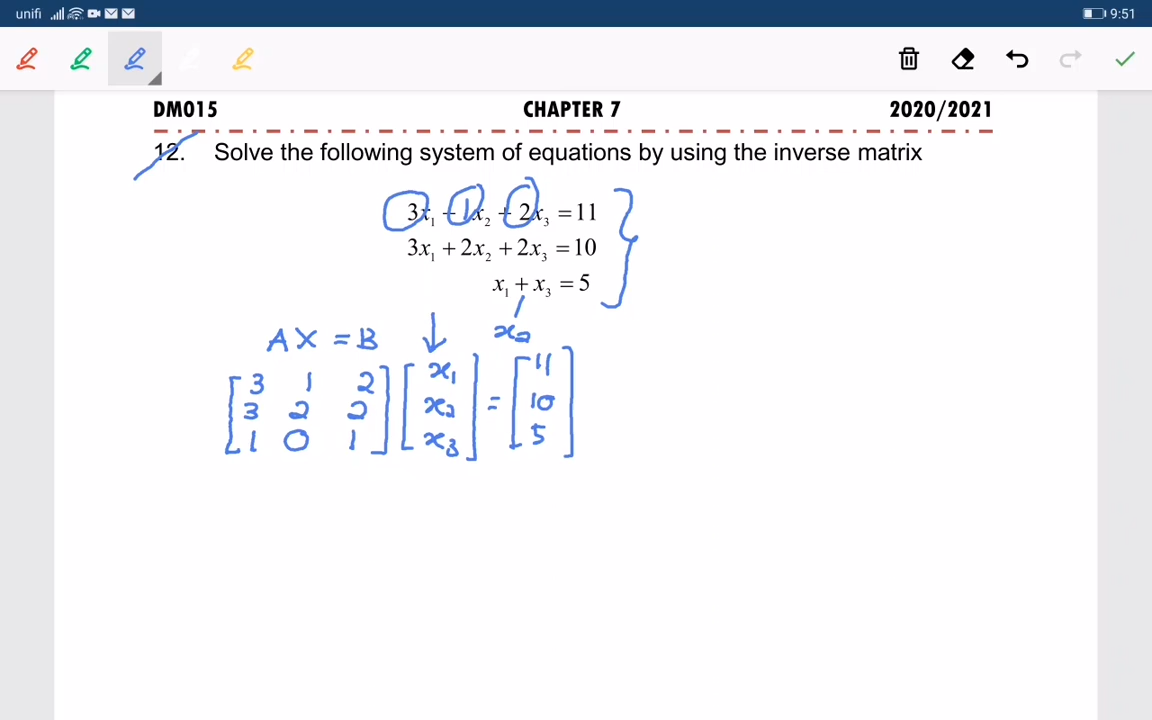 unifi 9:51
DM015 CHAPTER 7 2020/2021
12. Solve the following system of equations by using the inverse matrix
3x₁ + 1x₂ + 2x₃ = 11
3x₁ + 2x₂ + 2x₃ = 10
x₁ + x₃ = 5
x₂
AX = B
[3 1 2] [x₁] = [11]
[3 2 2] [x₂] [10]
[1 0 1] [x₃] [5]